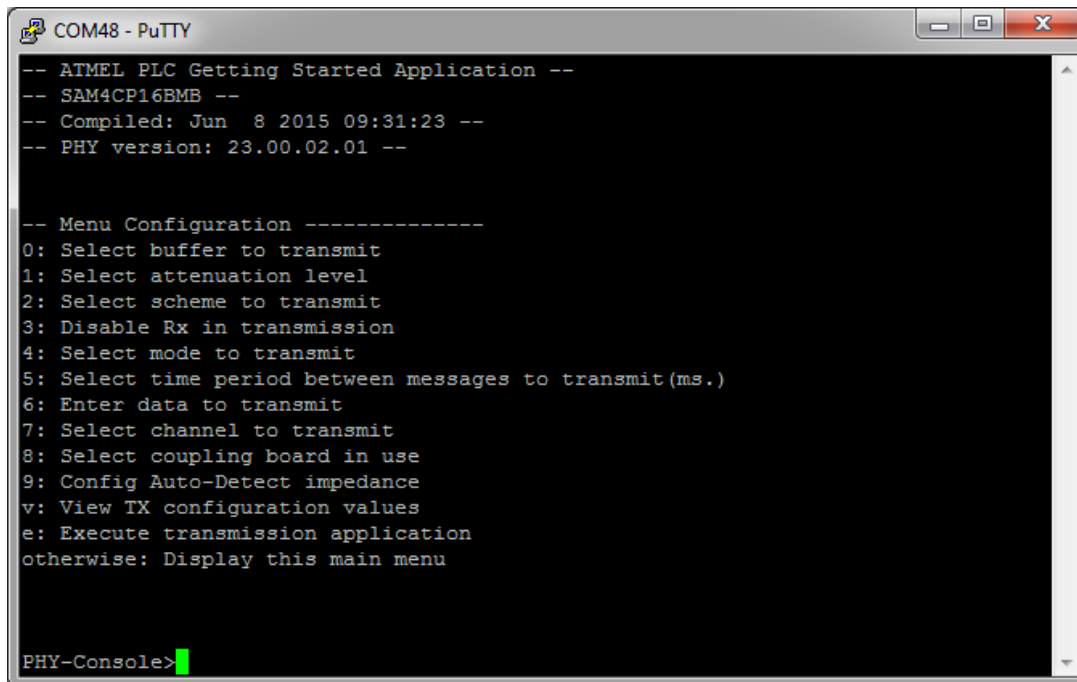 COM48 - PuTTY
-- ATMEL PLC Getting Started Application --
-- SAM4CP16BMB --
-- Compiled: Jun  8 2015 09:31:23 --
-- PHY version: 23.00.02.01 --
-- Menu Configuration --------------
0: Select buffer to transmit
1: Select attenuation level
2: Select scheme to transmit
3: Disable Rx in transmission
4: Select mode to transmit
5: Select time period between messages to transmit(ms.)
6: Enter data to transmit
7: Select channel to transmit
8: Select coupling board in use
9: Config Auto-Detect impedance
v: View TX configuration values
e: Execute transmission application
otherwise: Display this main menu
PHY-Console>